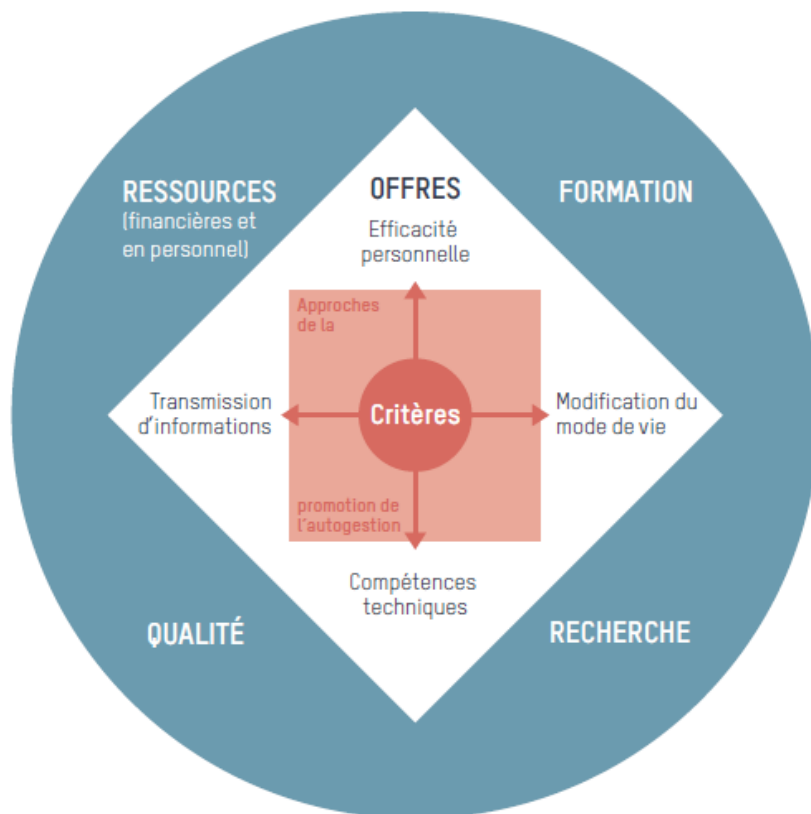 RESSOURCES
(financières et
en personnel)
OFFRES
Efficacité
personnelle
FORMATION
Approches
de la
Transmission
d'informations
Critères
Modification du
mode de vie
promotion de
l'autogestion
Compétences
techniques
QUALITÉ
RECHERCHE